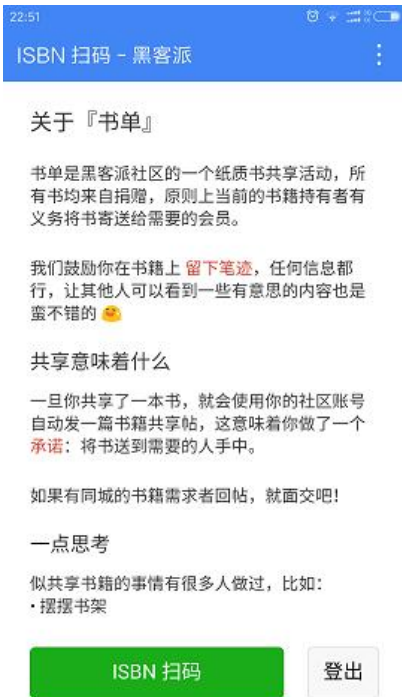 22:51
ISBN 扫码 - 黑客派
关于『书单』
书单是黑客派社区的一个纸质书共享活动，所
有书均来自捐赠，原则上当前的书籍持有者有
义务将书寄送给需要的会员。
我们鼓励你在书籍上 留下笔迹，任何信息都
行，让其他人可以看到一些有意思的内容也是
蛮不错的
共享意味着什么
一旦你共享了一本书，就会使用你的社区账号
自动发一篇书籍共享帖，这意味着你做了一个
承诺：将书送到需要的人手中。
如果有同城的书籍需求者回帖，就面交吧！
一点思考
似共享书籍的事情有很多人做过，比如：
• 摆摆书架
ISBN 扫码
登出